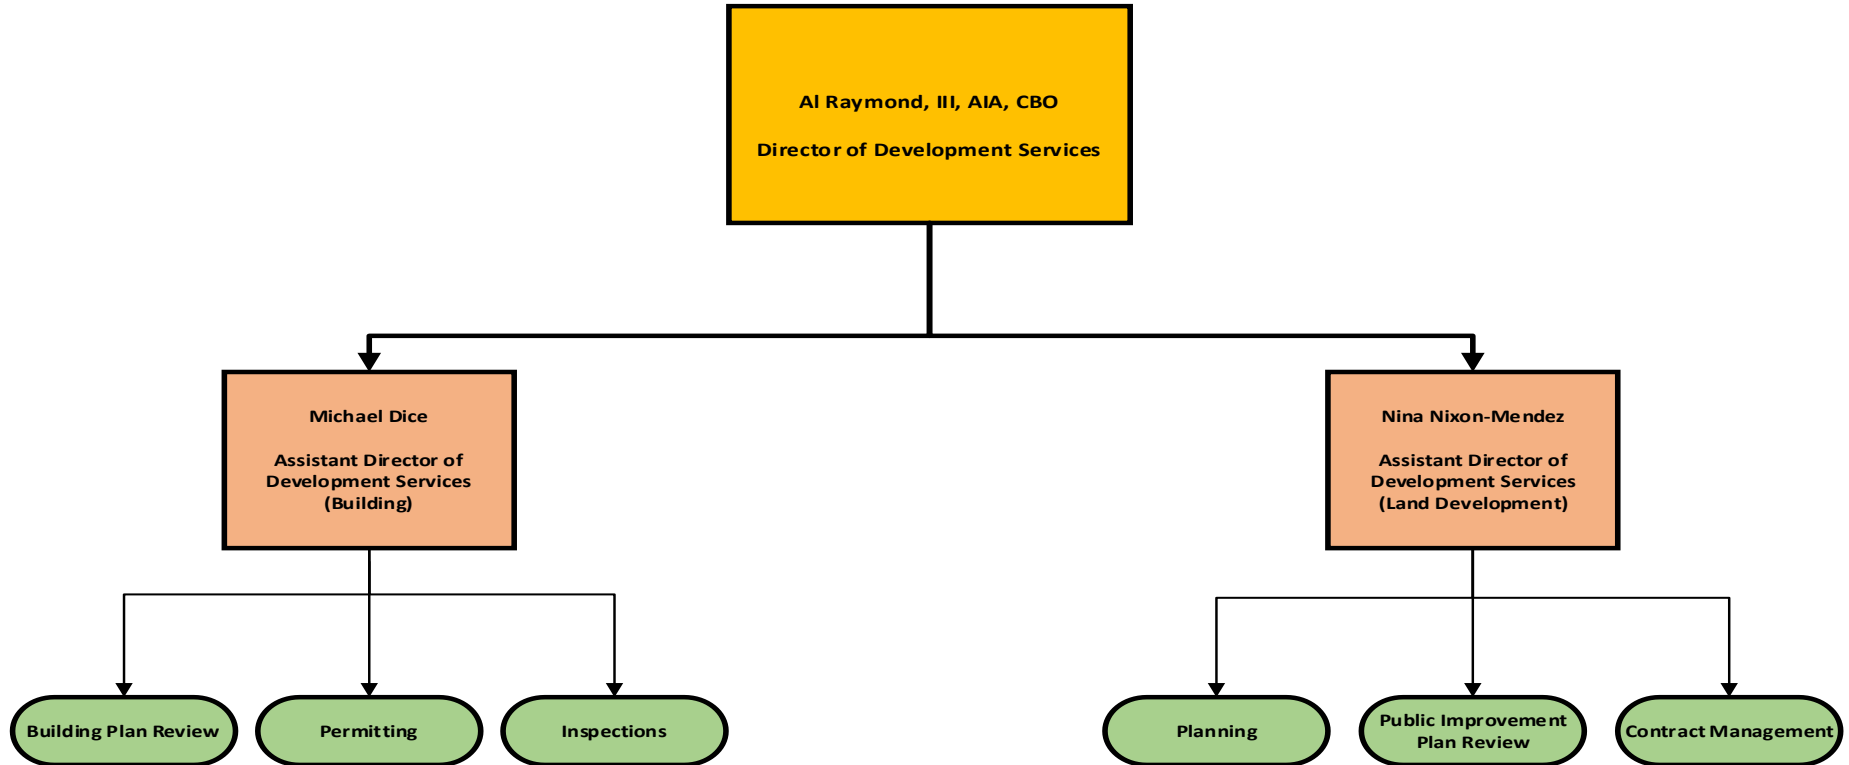 Al Raymond, III, AIA, CBO
Director of Development Services
Michael Dice
Assistant Director of
Development Services
(Building)
Nina Nixon-Mendez
Assistant Director of
Development Services
(Land Development)
Building Plan Review
Permitting
Inspections
Planning
Public Improvement
Plan Review
Contract Management